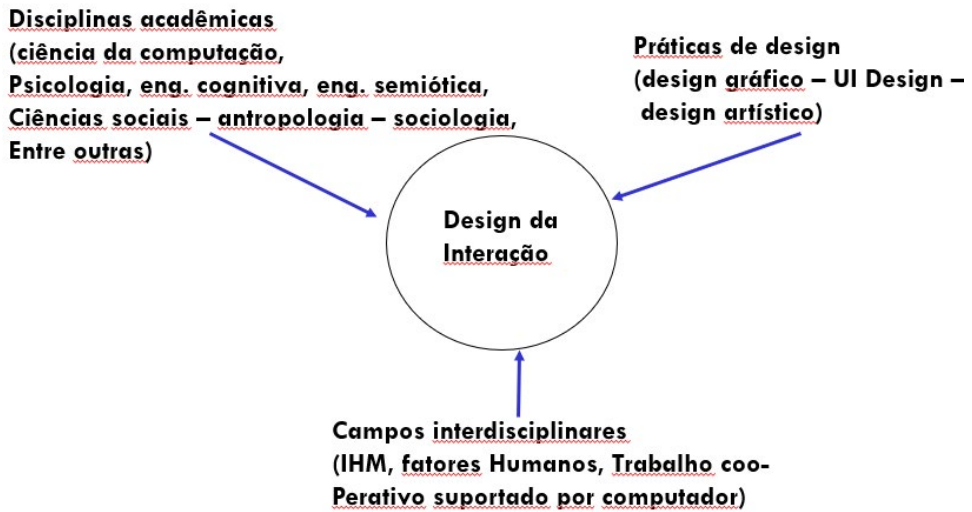 Disciplinas acadêmicas
(ciência da computação,
Psicologia, eng. cognitiva, eng. semiótica,
Ciências sociais – antropologia – sociologia,
Entre outras)
Práticas de design
(design gráfico – UI Design –
design artístico)
Design da
Interação
Campos interdisciplinares
(IHM, fatores Humanos, Trabalho coo-
Perativo suportado por computador)